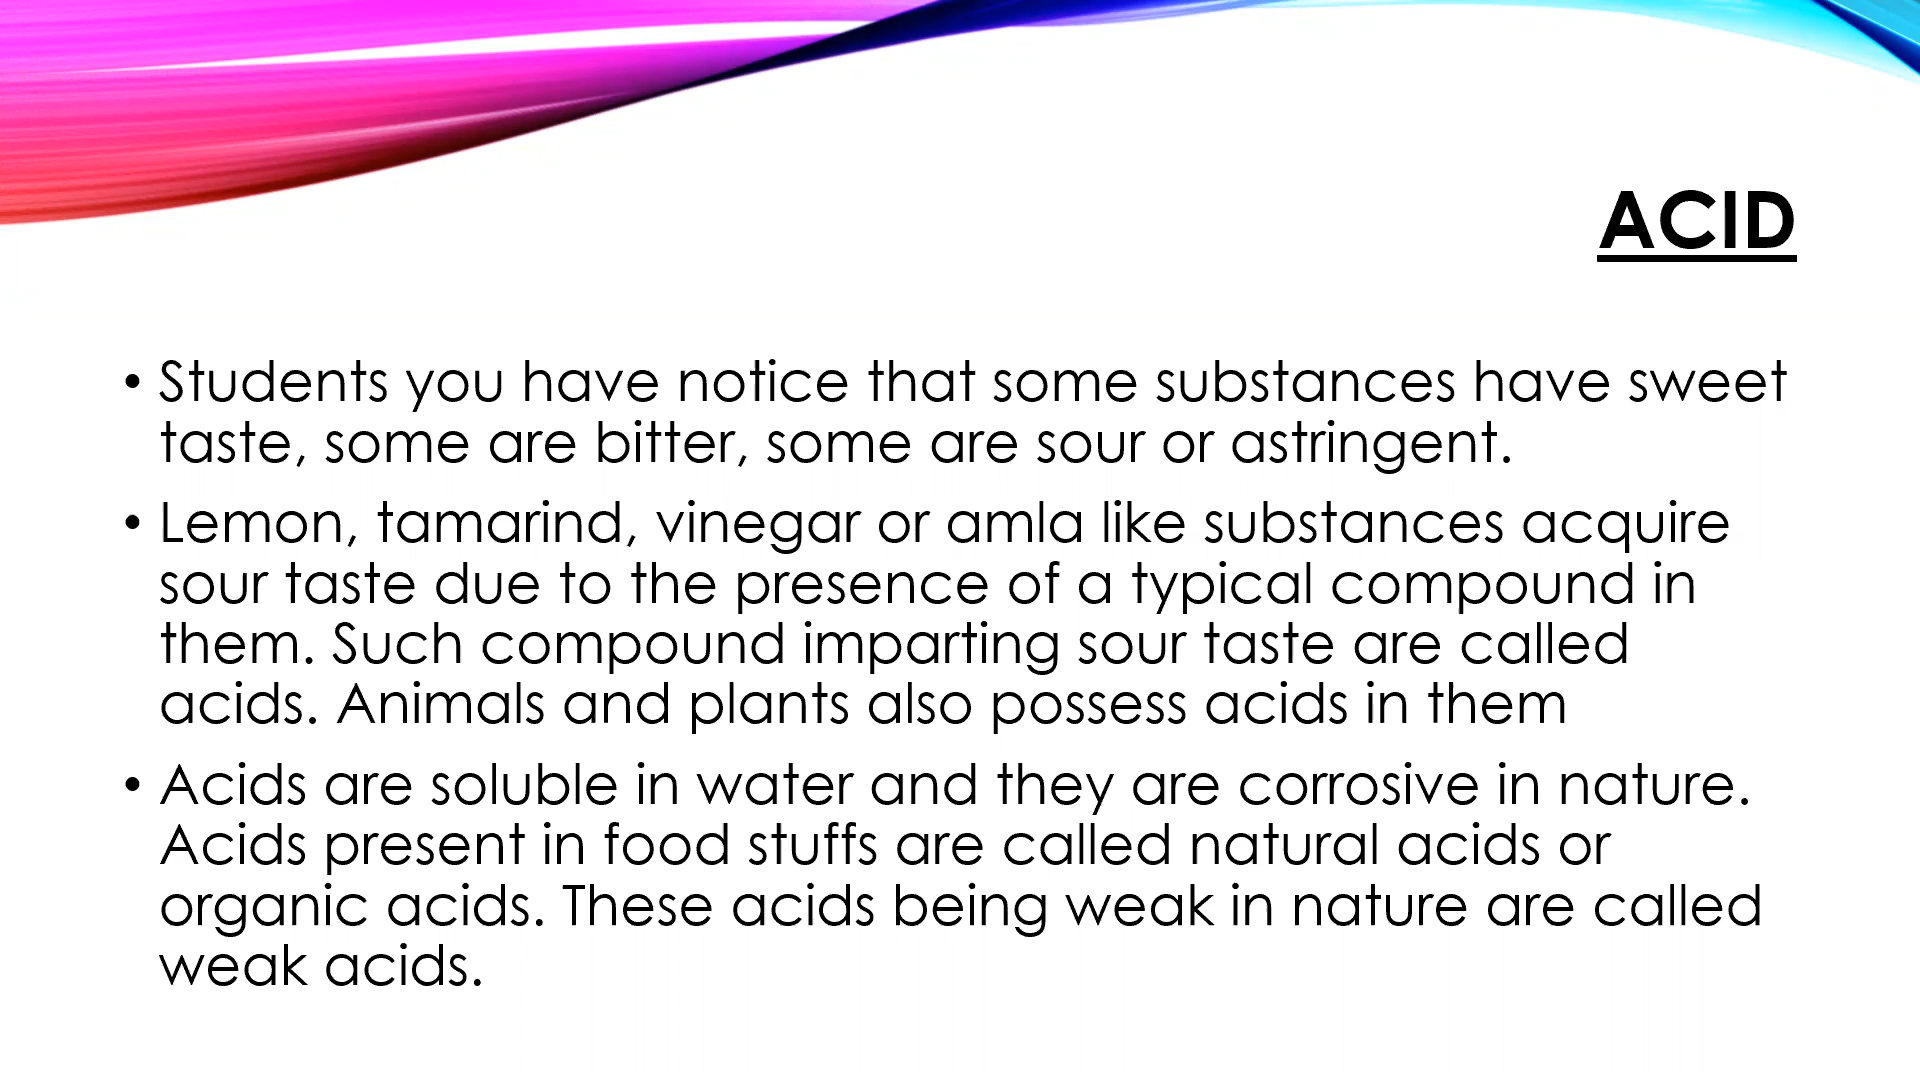 ACID
• Students you have notice that some substances have sweet
taste, some are bitter, some are sour or astringent.
• Lemon, tamarind, vinegar or amla like substances acquire
sour taste due to the presence of a typical compound in
them. Such compound imparting sour taste are called
acids. Animals and plants also possess acids in them
• Acids are soluble in water and they are corrosive in nature.
Acids present in food stuffs are called natural acids or
organic acids. These acids being weak in nature are called
weak acids.